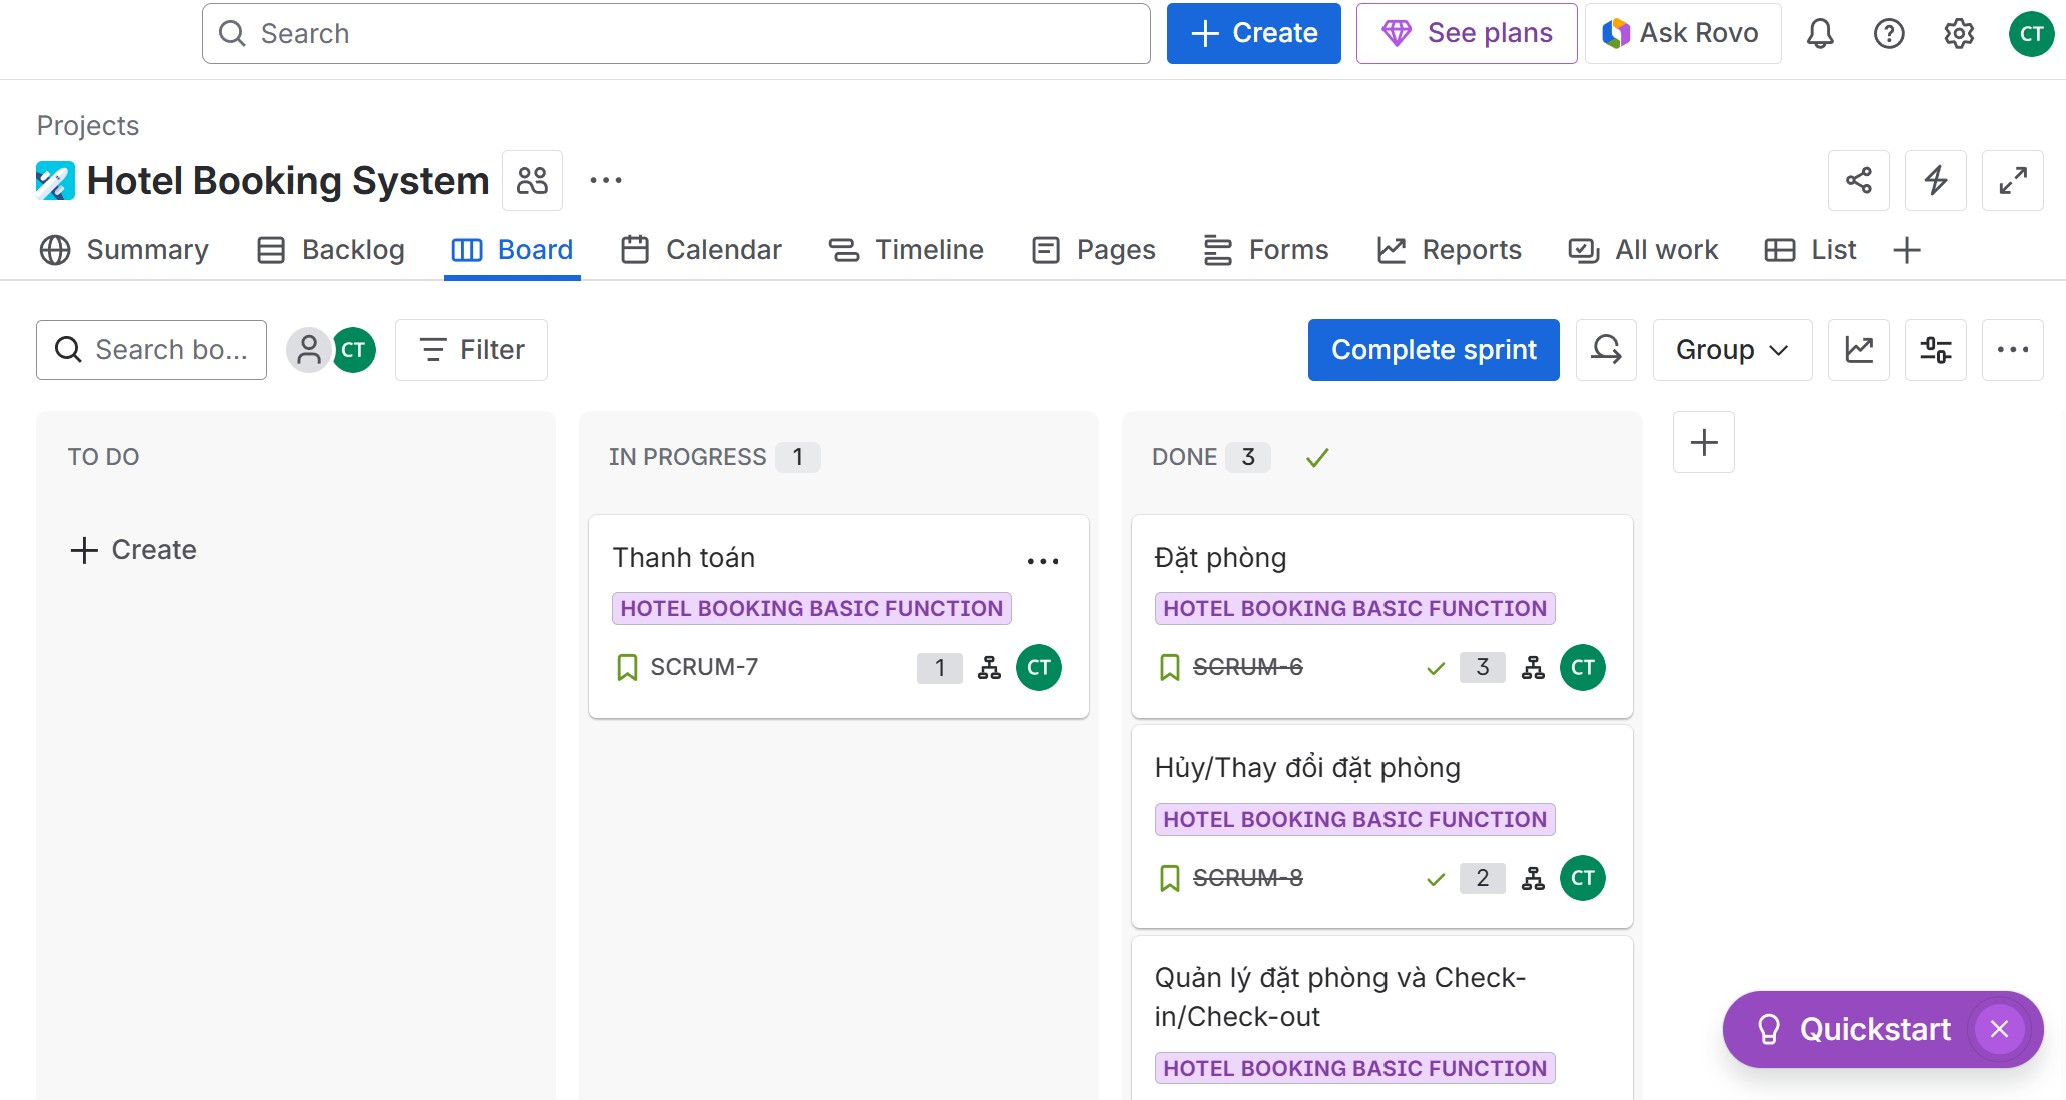 Search
Create
See plans
Ask Rovo
CT
Projects
Hotel Booking System
Summary
Backlog
Board
Calendar
Timeline
Pages
Forms
Reports
All work
List
Search bo...
CT
Filter
Complete sprint
Group
TO DO
Create
IN PROGRESS 1
Thanh toán
HOTEL BOOKING BASIC FUNCTION
SCRUM-7
1
CT
DONE 3
Đặt phòng
HOTEL BOOKING BASIC FUNCTION
SCRUM-6
3
CT
Hủy/Thay đổi đặt phòng
HOTEL BOOKING BASIC FUNCTION
SCRUM-8
2
CT
Quản lý đặt phòng và Check-
in/Check-out
HOTEL BOOKING BASIC FUNCTION
Quickstart